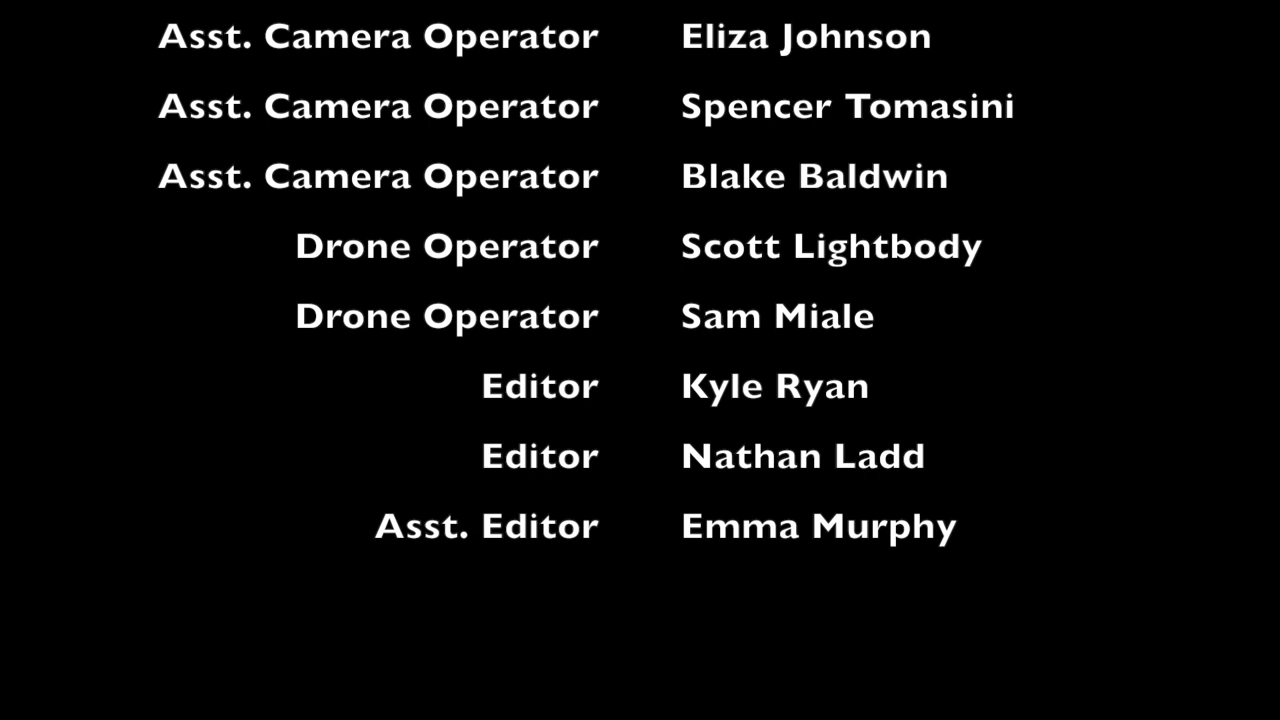 Asst. Camera Operator Eliza Johnson
Asst. Camera Operator Spencer Tomasini
Asst. Camera Operator Blake Baldwin
Drone Operator Scott Lightbody
Drone Operator Sam Miale
Editor Kyle Ryan
Editor Nathan Ladd
Asst. Editor Emma Murphy